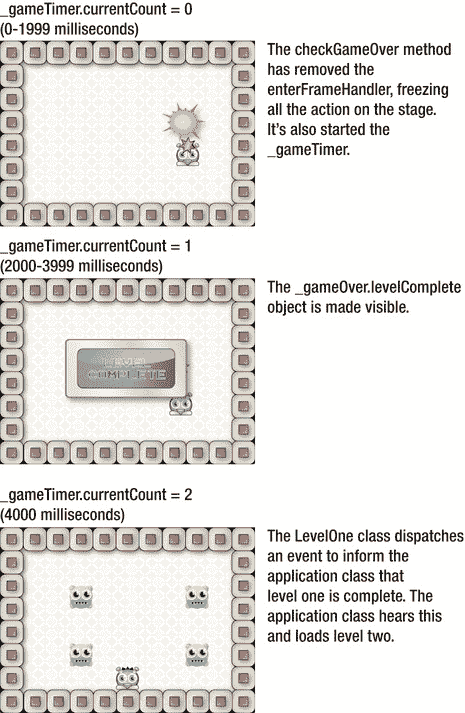 _gameTimer.currentCount = 0
(0-1999 milliseconds)
The checkGameOver method
has removed the
enterFrameHandler, freezing
all the action on the stage.
It's also started the
_gameTimer.
_gameTimer.currentCount = 1
(2000-3999 milliseconds)
The _gameOver.levelComplete
object is made visible.
LEVEL
COMPLETE
_gameTimer.currentCount = 2
(4000 milliseconds)
The LevelOne class dispatches
an event to inform the
application class that
level one is complete. The
application class hears this
and loads level two.